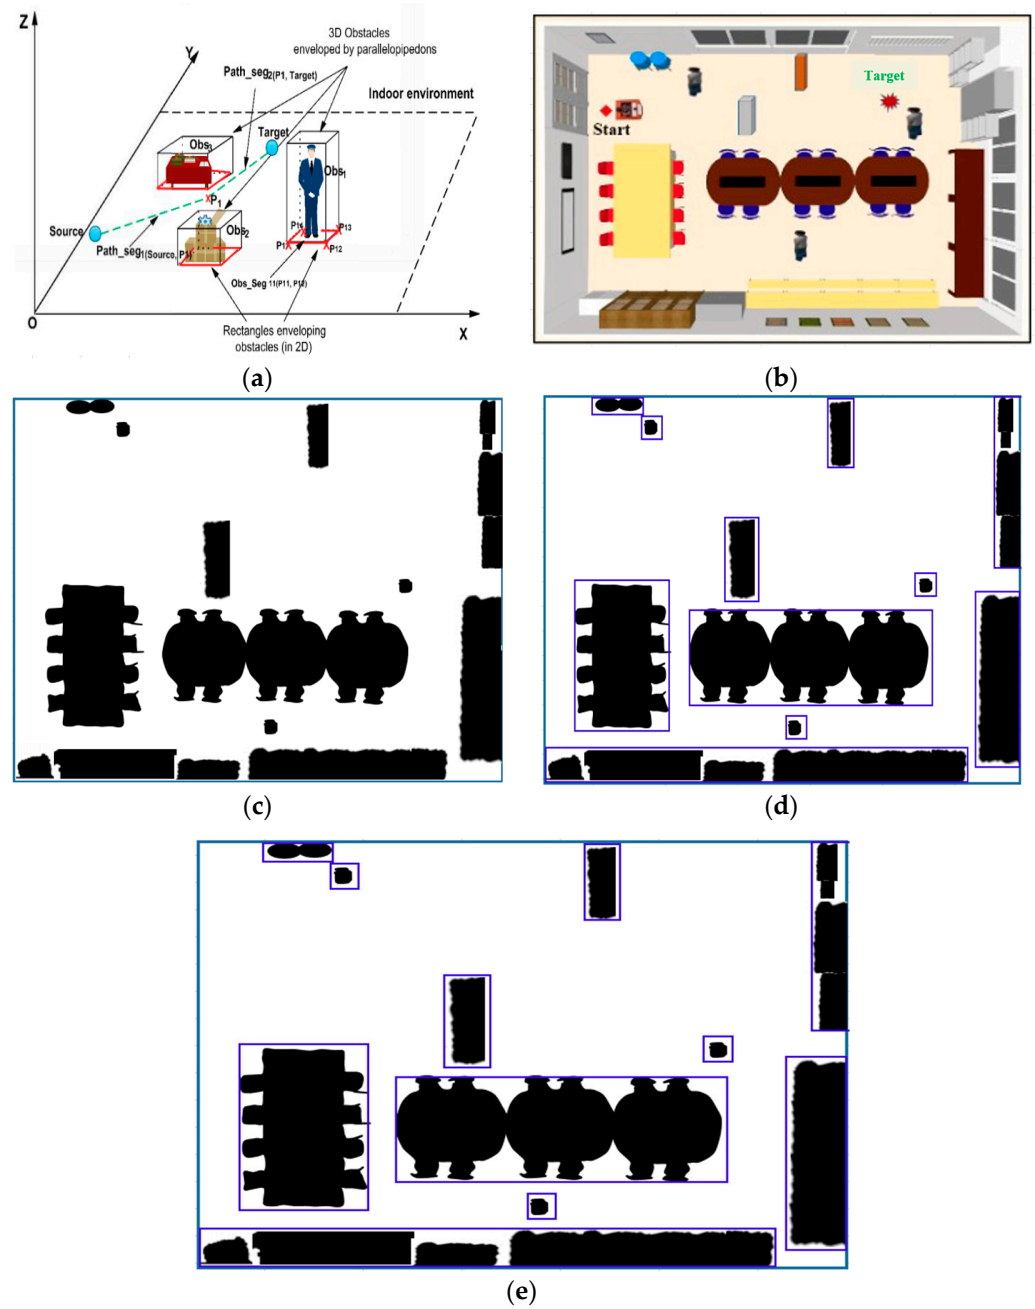 Z
3D Obstacles
enveloped by parallelopipedons
Y
Path_seg2(P1, Target)
Indoor environment
Target
Obs3
Obs1
P1
Source
Obs2
P14
P13
Path_seg1(Source, P1)
P11
P12
Obs_Seg 11(P11, P12)
O
Rectangles enveloping
obstacles (in 2D)
X
(a)
Target
Start
(b)
(c)
(d)
(e)